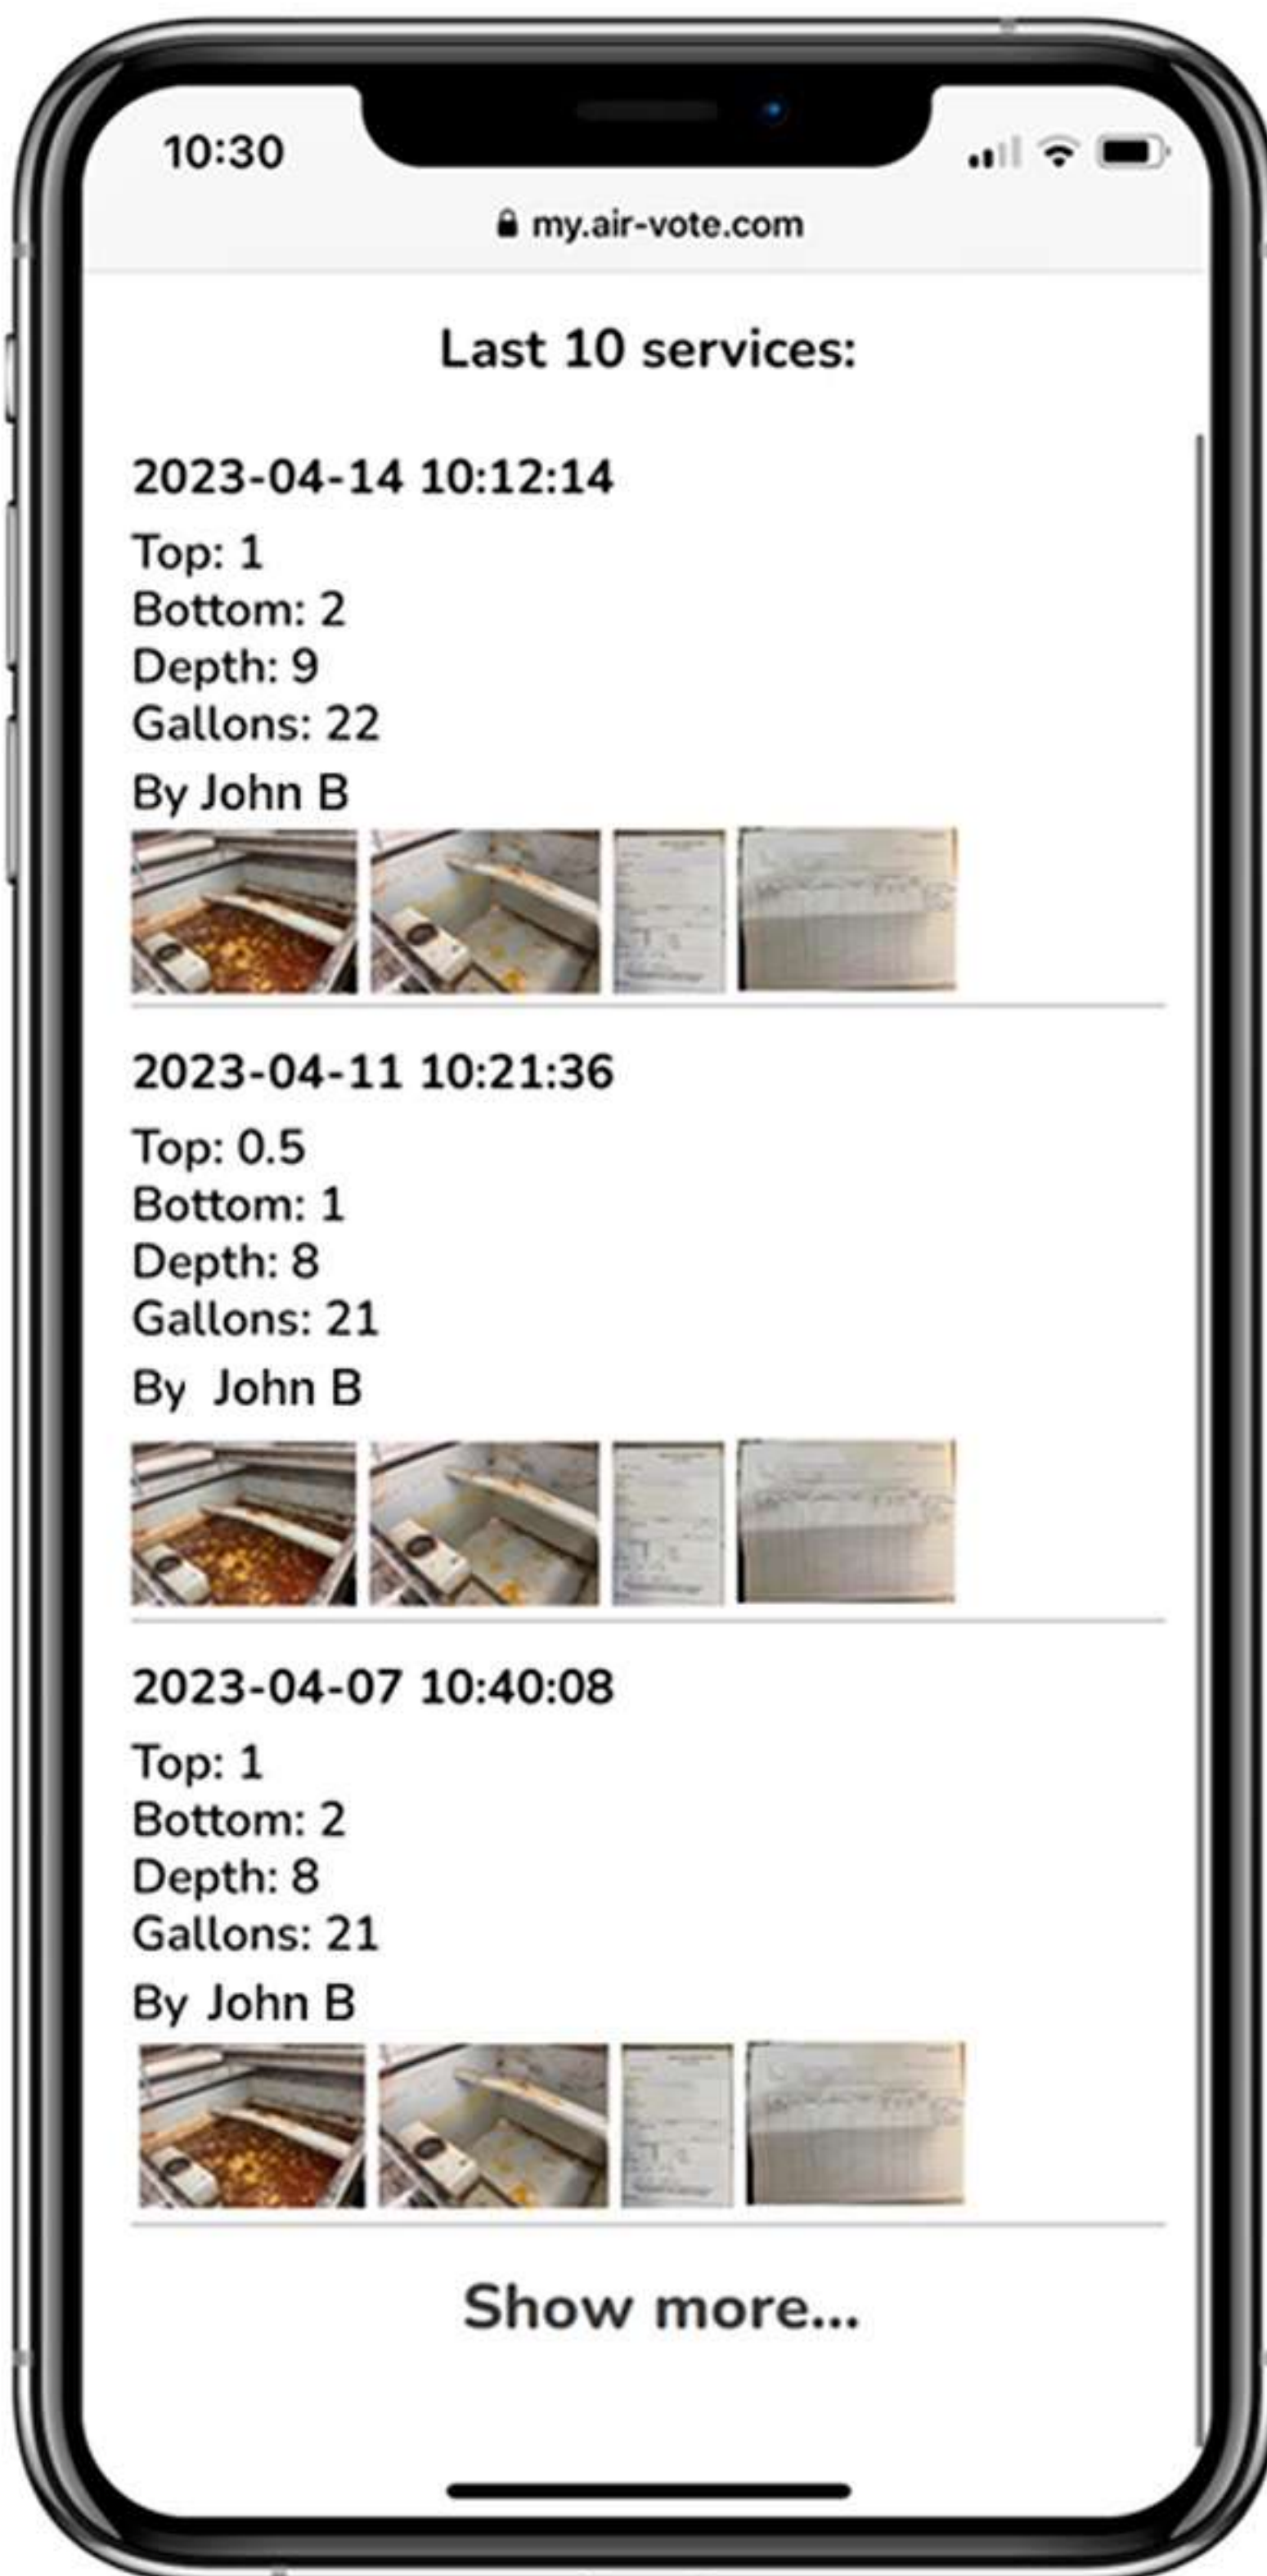 10:30
my.air-vote.com
Last 10 services:
2023-04-14 10:12:14
Top: 1
Bottom: 2
Depth: 9
Gallons: 22
By John B
2023-04-11 10:21:36
Top: 0.5
Bottom: 1
Depth: 8
Gallons: 21
By John B
2023-04-07 10:40:08
Top: 1
Bottom: 2
Depth: 8
Gallons: 21
By John B
Show more...